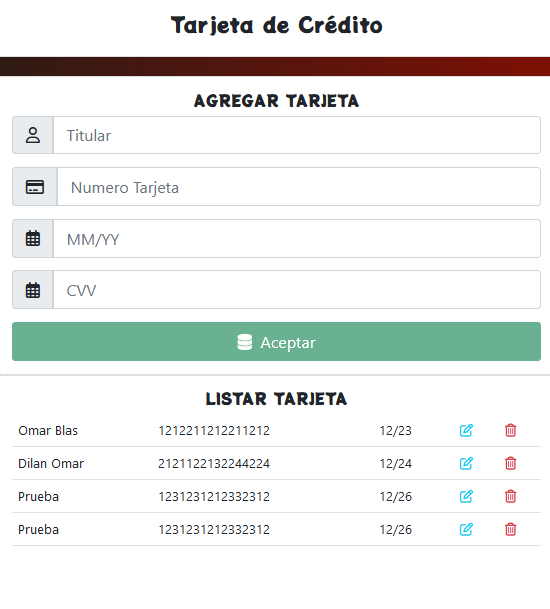 Tarjeta de Crédito
AGREGAR TARJETA
Titular
Numero Tarjeta
MM/YY
CVV
Aceptar
LISTAR TARJETA
Omar Blas 1212211212211212 12/23
Dilan Omar 2121122132244224 12/24
Prueba 1231231212332312 12/26
Prueba 1231231212332312 12/26